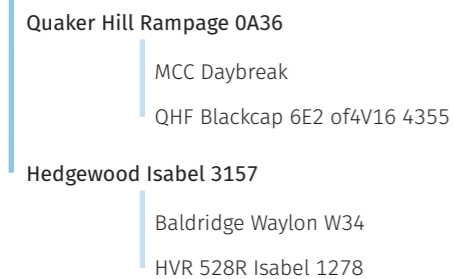 Quaker Hill Rampage 0A36
MCC Daybreak
QHF Blackcap 6E2 of4V16 4355
Hedgewood Isabel 3157
Baldridge Waylon W34
HVR 528R Isabel 1278